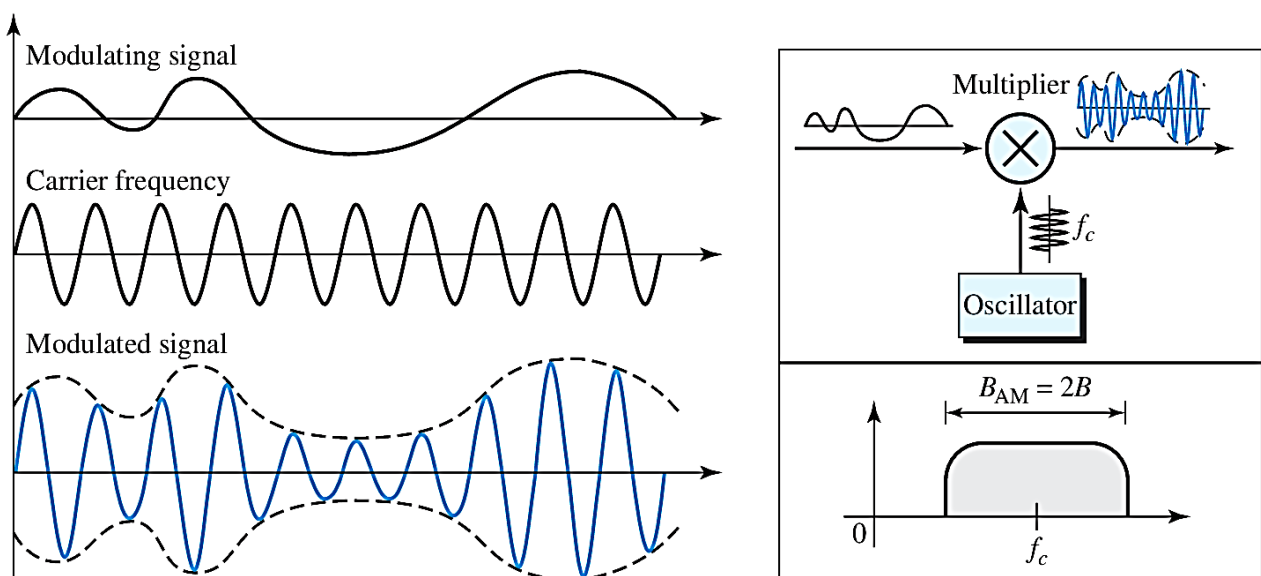 Modulating signal
Carrier frequency
Modulated signal
Multiplier
f_c
Oscillator
B_AM = 2B
0
f_c